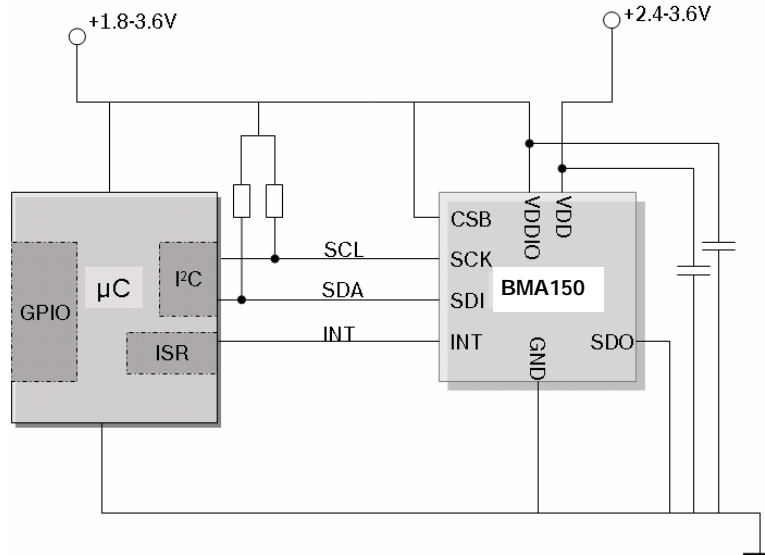 +1.8-3.6V
+2.4-3.6V
CSB
VDDIO
VDD
SCL
SCK
I²C
µC
BMA150
GPIO
SDA
SDI
INT
INT
ISR
GND
SDO